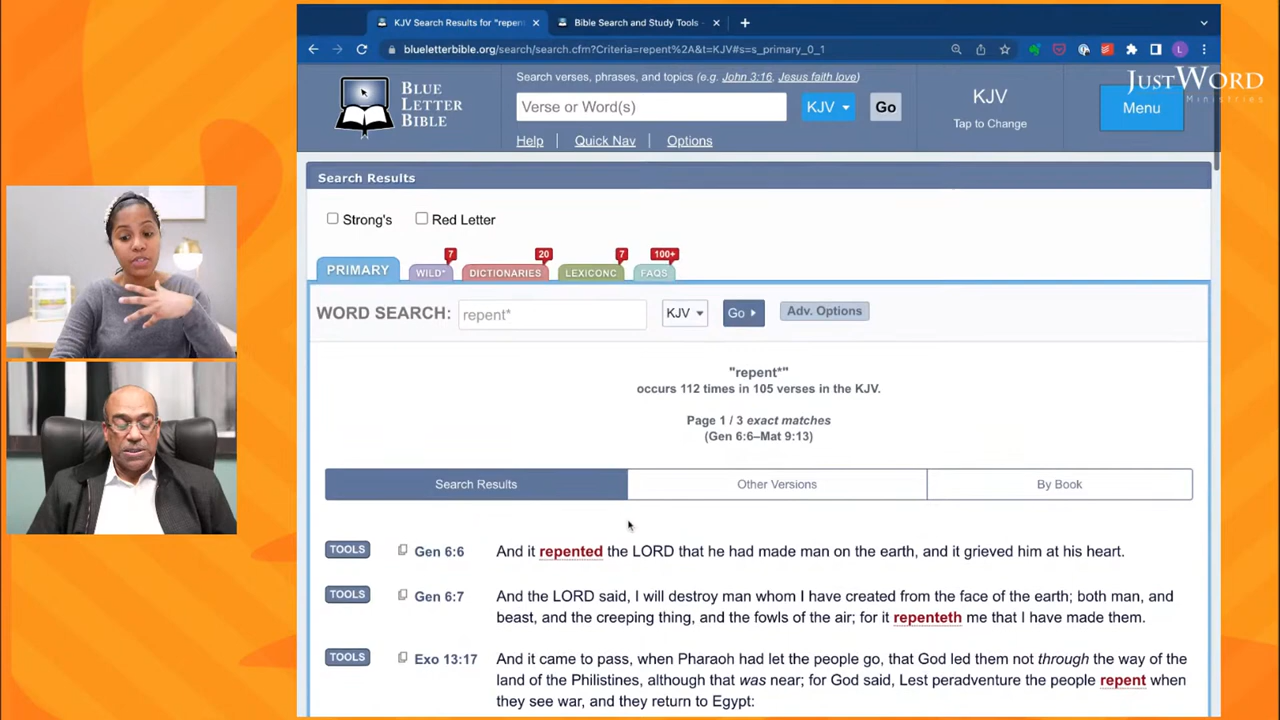 KJV Search Results for "repent
Bible Search and Study Tools -
blueletterbible.org/search/search.cfm?Criteria=repent%2A&t=KJV#s=s_primary_0_1
L
JUSTWORD
Ministries
BLUE
LETTER
BIBLE
Search verses, phrases, and topics (e.g. John 3:16, Jesus faith love)
Verse or Word(s)
KJV
Go
Help
Quick Nav
Options
KJV
Tap to Change
Menu
Search Results
Strong's
Red Letter
PRIMARY
WILD* 7
DICTIONARIES 20
LEXICONC 7
FAQS 100+
WORD SEARCH: repent* KJV Go Adv. Options
"repent*"
occurs 112 times in 105 verses in the KJV.
Page 1 / 3 exact matches
(Gen 6:6–Mat 9:13)
Search Results
Other Versions
By Book
TOOLS Gen 6:6 And it repented the LORD that he had made man on the earth, and it grieved him at his heart.
TOOLS Gen 6:7 And the LORD said, I will destroy man whom I have created from the face of the earth; both man, and
beast, and the creeping thing, and the fowls of the air; for it repenteth me that I have made them.
TOOLS Exo 13:17 And it came to pass, when Pharaoh had let the people go, that God led them not through the way of the
land of the Philistines, although that was near; for God said, Lest peradventure the people repent when
they see war, and they return to Egypt: